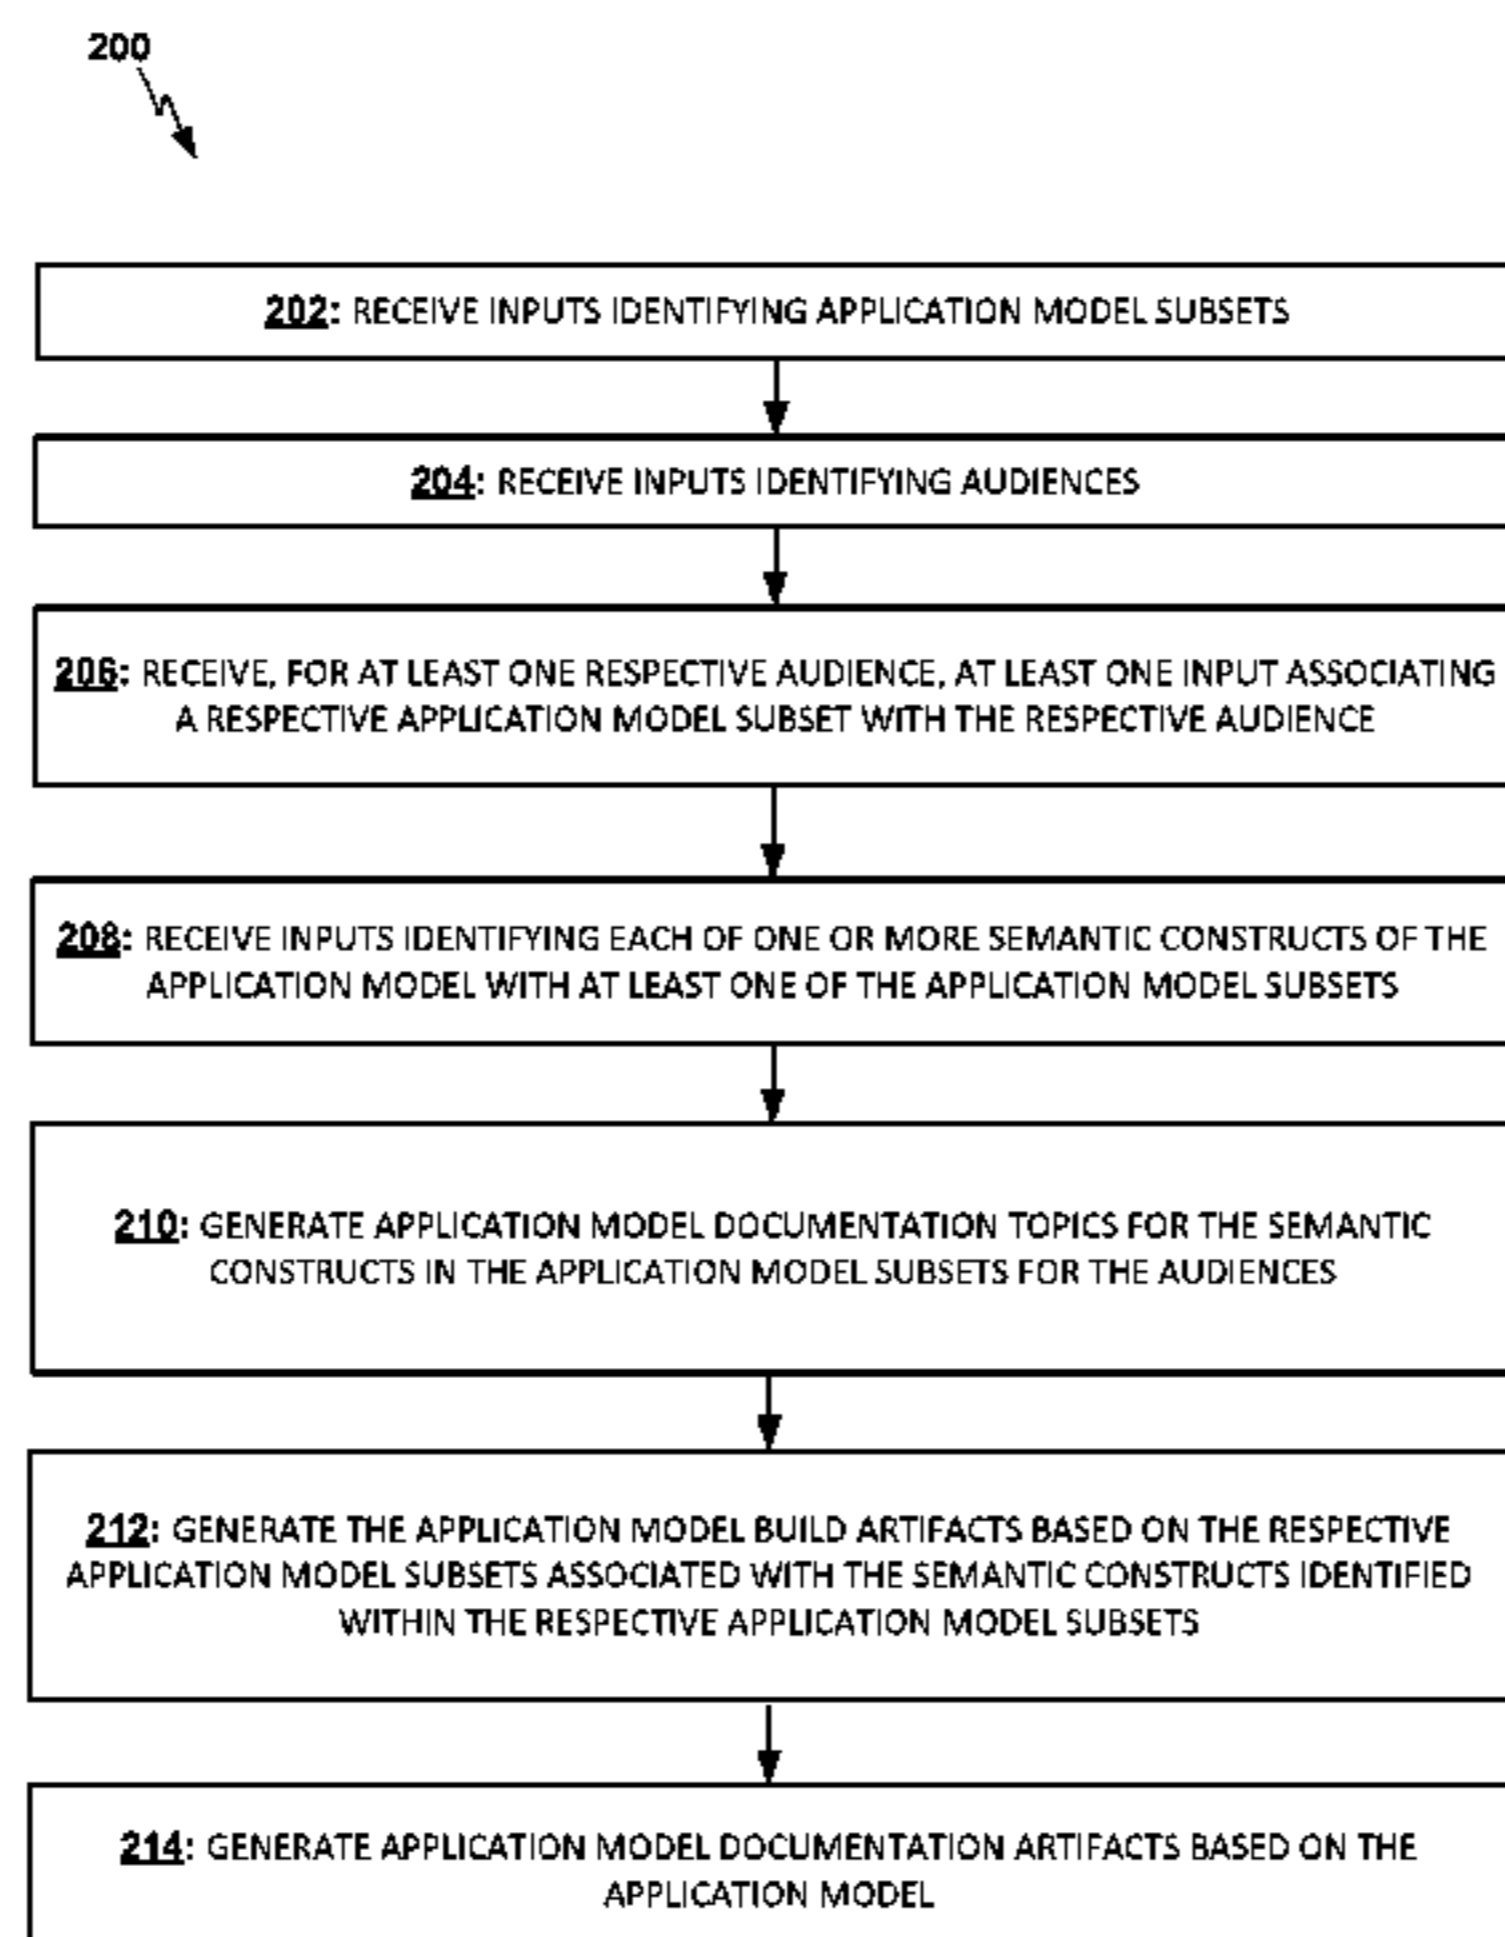 200
202: RECEIVE INPUTS IDENTIFYING APPLICATION MODEL SUBSETS
204: RECEIVE INPUTS IDENTIFYING AUDIENCES
206: RECEIVE, FOR AT LEAST ONE RESPECTIVE AUDIENCE, AT LEAST ONE INPUT ASSOCIATING
A RESPECTIVE APPLICATION MODEL SUBSET WITH THE RESPECTIVE AUDIENCE
208: RECEIVE INPUTS IDENTIFYING EACH OF ONE OR MORE SEMANTIC CONSTRUCTS OF THE
APPLICATION MODEL WITH AT LEAST ONE OF THE APPLICATION MODEL SUBSETS
210: GENERATE APPLICATION MODEL DOCUMENTATION TOPICS FOR THE SEMANTIC
CONSTRUCTS IN THE APPLICATION MODEL SUBSETS FOR THE AUDIENCES
212: GENERATE THE APPLICATION MODEL BUILD ARTIFACTS BASED ON THE RESPECTIVE
APPLICATION MODEL SUBSETS ASSOCIATED WITH THE SEMANTIC CONSTRUCTS IDENTIFIED
WITHIN THE RESPECTIVE APPLICATION MODEL SUBSETS
214: GENERATE APPLICATION MODEL DOCUMENTATION ARTIFACTS BASED ON THE
APPLICATION MODEL